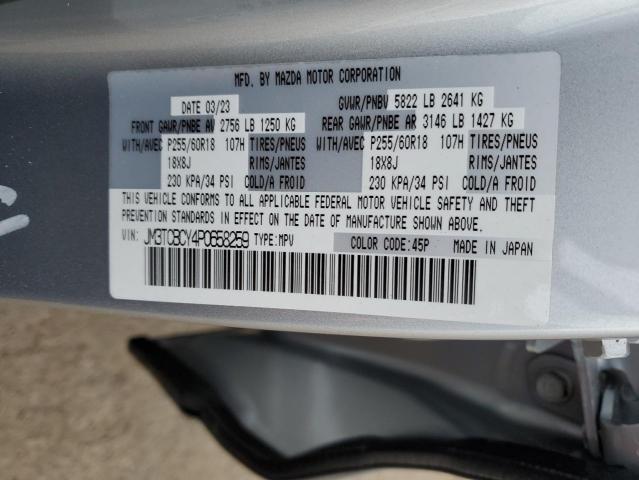 MFD. BY MAZDA MOTOR CORPORATION
DATE 03/23 GVWR/PNBV 5822 LB 2641 KG
FRONT GAWR/PNBE AV 2756 LB 1250 KG REAR GAWR/PNBE AR 3146 LB 1427 KG
WITH/AVEC P255/60R18 107H TIRES/PNEUS WITH/AVEC P255/60R18 107H TIRES/PNEUS
18X8J RIMS/JANTES 18X8J RIMS/JANTES
230 KPA/34 PSI COLD/A FROID 230 KPA/34 PSI COLD/A FROID
THIS VEHICLE CONFORMS TO ALL APPLICABLE FEDERAL MOTOR VEHICLE SAFETY AND THEFT
PREVENTION STANDARDS IN EFFECT ON THE DATE OF MANUFACTURE SHOWN ABOVE.
VIN: JM3TCBCY4P0658259 TYPE:MPV COLOR CODE:45P MADE IN JAPAN